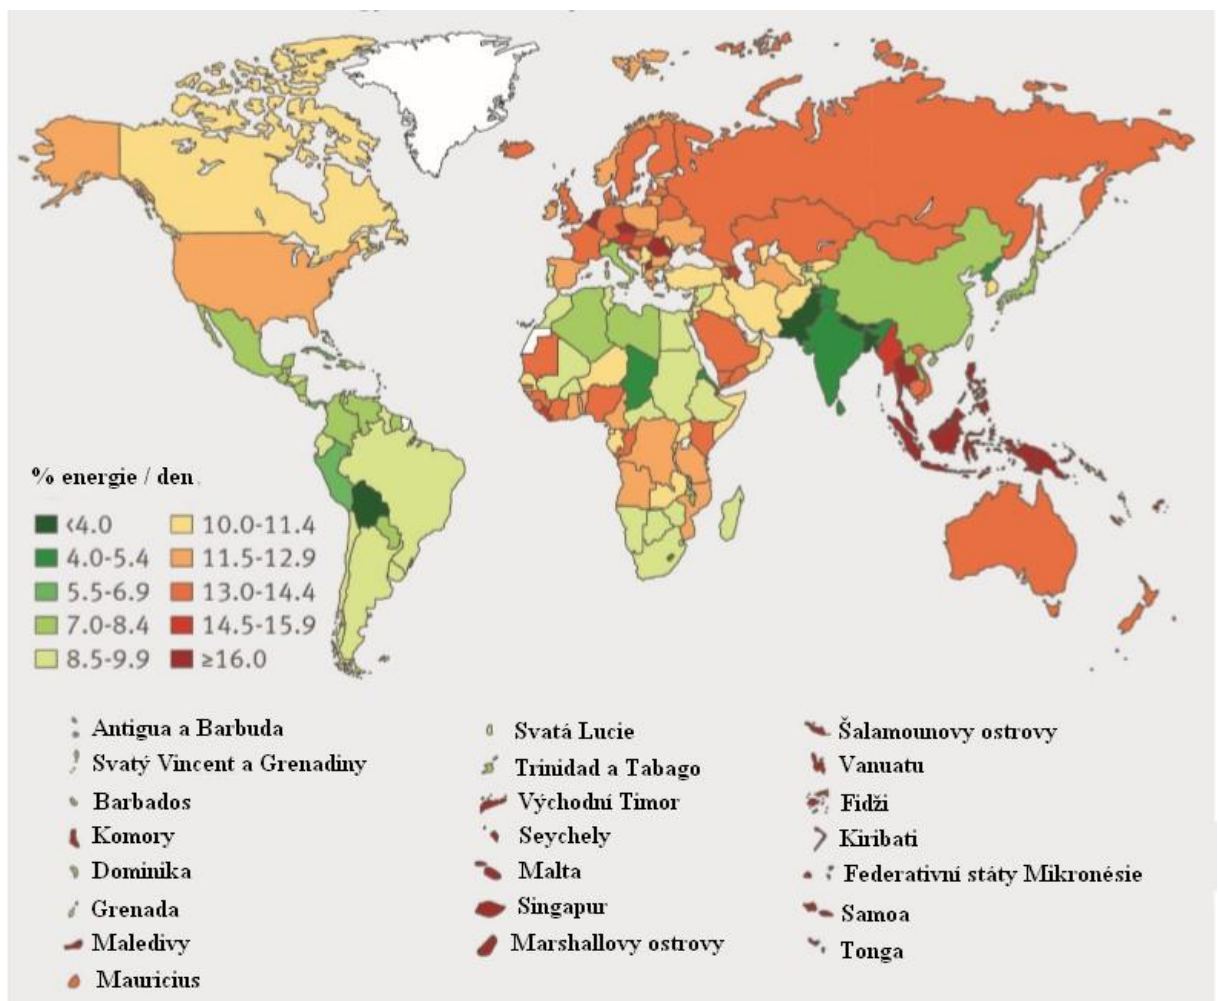 % energie / den
<4.0
4.0-5.4
5.5-6.9
7.0-8.4
8.5-9.9
10.0-11.4
11.5-12.9
13.0-14.4
14.5-15.9
≥16.0
Antigua a Barbuda
Svatý Vincent a Grenadiny
Barbados
Komory
Dominika
Grenada
Maledivy
Mauricius
Svatá Lucie
Trinidad a Tabago
Východní Timor
Seychely
Malta
Singapur
Marshallovy ostrovy
Šalamounovy ostrovy
Vanuatu
Fidži
Kiribati
Federativní státy Mikronésie
Samoa
Tonga